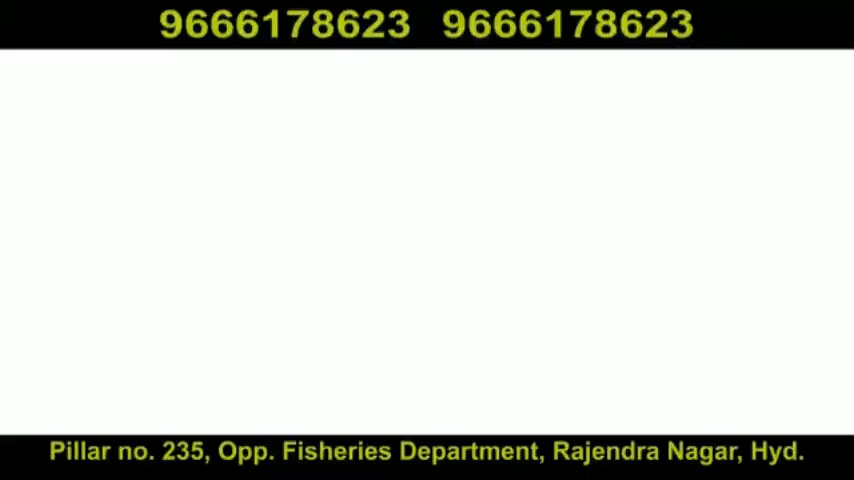 9666178623 9666178623
Pillar no. 235, Opp. Fisheries Department, Rajendra Nagar, Hyd.